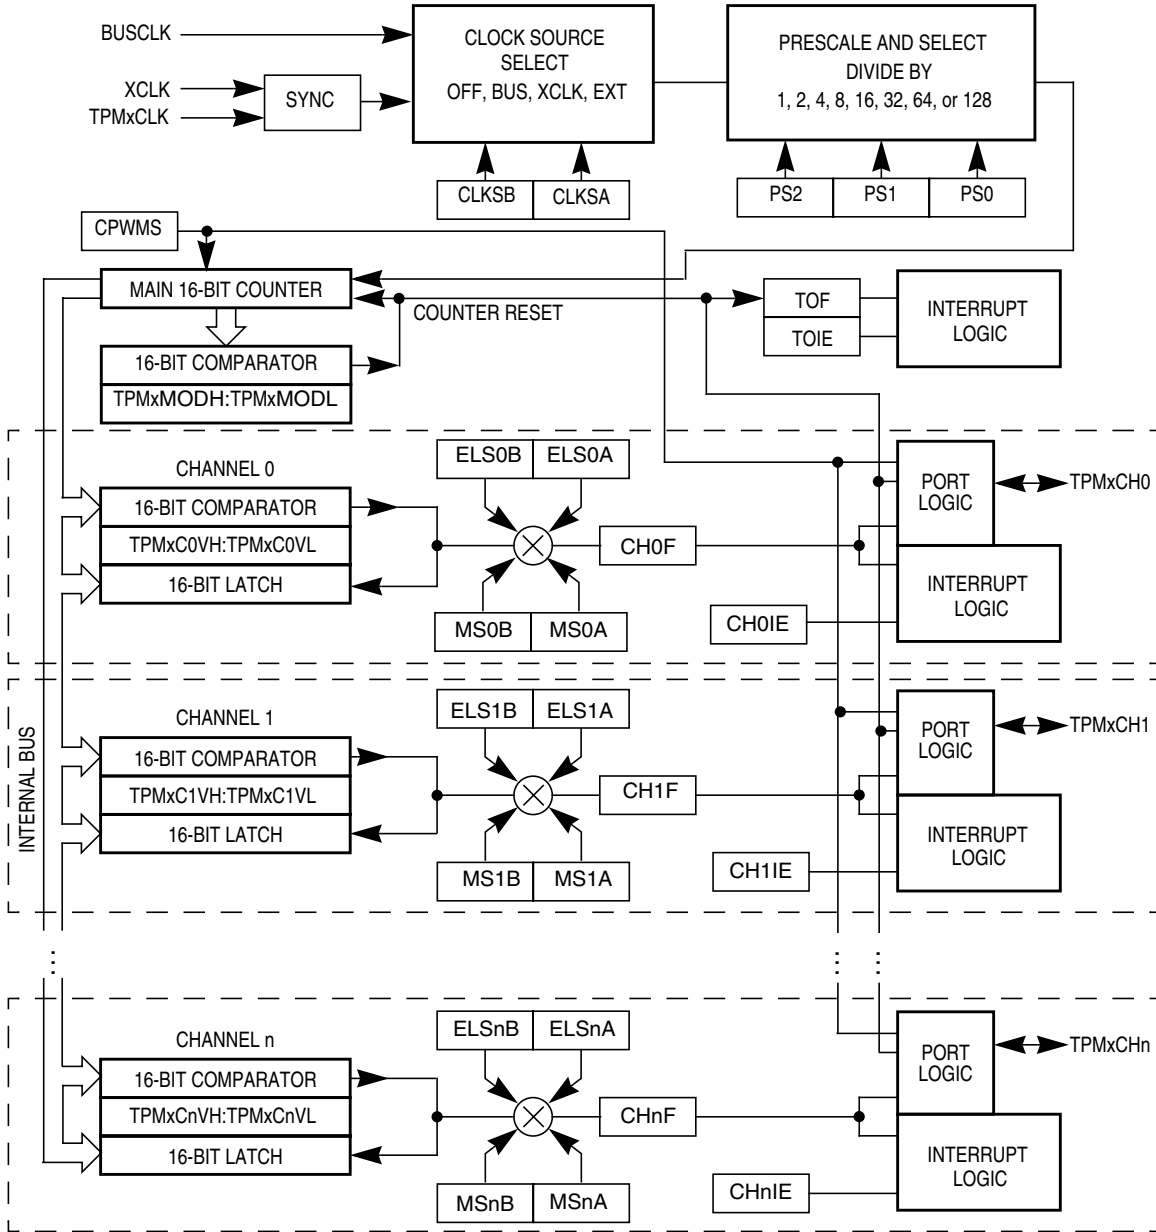 BUSCLK
XCLK
TPMxCLK
SYNC
CLOCK SOURCE
SELECT
OFF, BUS, XCLK, EXT
PRESCALE AND SELECT
DIVIDE BY
1, 2, 4, 8, 16, 32, 64, or 128
CLKSB
CLKSA
PS2
PS1
PS0
CPWMS
MAIN 16-BIT COUNTER
COUNTER RESET
TOF
TOIE
INTERRUPT
LOGIC
16-BIT COMPARATOR
TPMxMODH:TPMxMODL
INTERNAL BUS
CHANNEL 0
16-BIT COMPARATOR
TPMxC0VH:TPMxC0VL
16-BIT LATCH
ELS0B
ELS0A
MS0B
MS0A
CH0F
CH0IE
PORT
LOGIC
TPMxCH0
INTERRUPT
LOGIC
CHANNEL 1
16-BIT COMPARATOR
TPMxC1VH:TPMxC1VL
16-BIT LATCH
ELS1B
ELS1A
MS1B
MS1A
CH1F
CH1IE
PORT
LOGIC
TPMxCH1
INTERRUPT
LOGIC
...
...
...
CHANNEL n
16-BIT COMPARATOR
TPMxCnVH:TPMxCnVL
16-BIT LATCH
ELSnB
ELSnA
MSnB
MSnA
CHnF
CHnIE
PORT
LOGIC
TPMxCHn
INTERRUPT
LOGIC